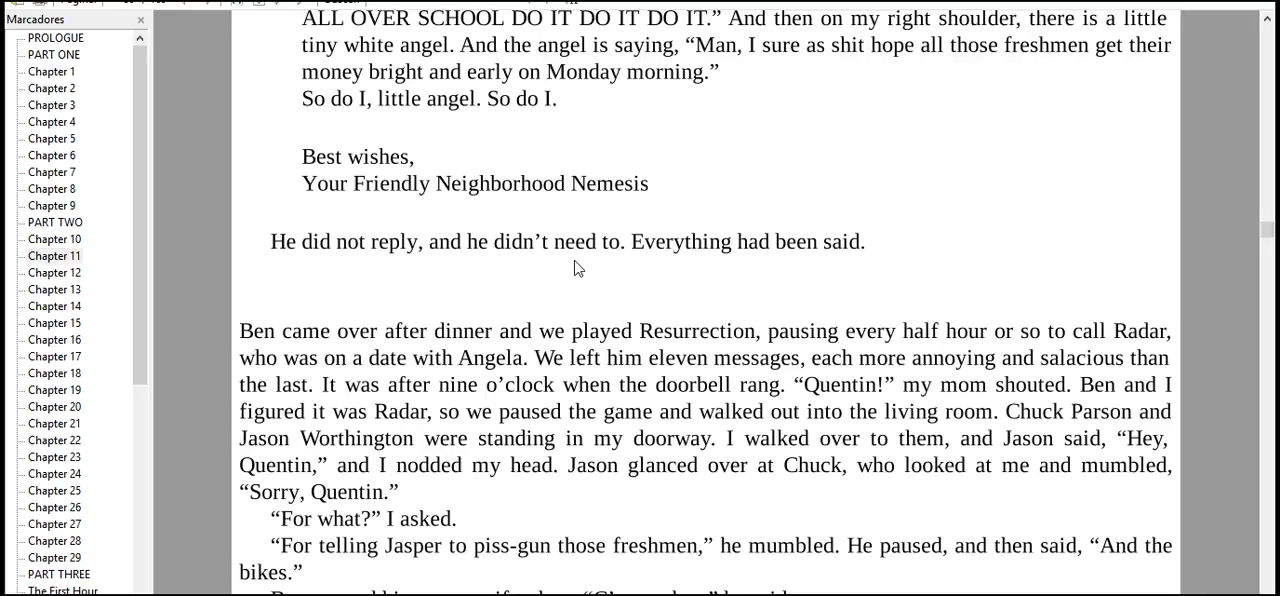 Marcadores
PROLOGUE
PART ONE
Chapter 1
Chapter 2
Chapter 3
Chapter 4
Chapter 5
Chapter 6
Chapter 7
Chapter 8
Chapter 9
PART TWO
Chapter 10
Chapter 11
Chapter 12
Chapter 13
Chapter 14
Chapter 15
Chapter 16
Chapter 17
Chapter 18
Chapter 19
Chapter 20
Chapter 21
Chapter 22
Chapter 23
Chapter 24
Chapter 25
Chapter 26
Chapter 27
Chapter 28
Chapter 29
PART THREE
The First Hour
ALL OVER SCHOOL DO IT DO IT DO IT.” And then on my right shoulder, there is a little
tiny white angel. And the angel is saying, “Man, I sure as shit hope all those freshmen get their
money bright and early on Monday morning.”
So do I, little angel. So do I.
Best wishes,
Your Friendly Neighborhood Nemesis
He did not reply, and he didn’t need to. Everything had been said.
Ben came over after dinner and we played Resurrection, pausing every half hour or so to call Radar,
who was on a date with Angela. We left him eleven messages, each more annoying and salacious than
the last. It was after nine o’clock when the doorbell rang. “Quentin!” my mom shouted. Ben and I
figured it was Radar, so we paused the game and walked out into the living room. Chuck Parson and
Jason Worthington were standing in my doorway. I walked over to them, and Jason said, “Hey,
Quentin,” and I nodded my head. Jason glanced over at Chuck, who looked at me and mumbled,
“Sorry, Quentin.”
“For what?” I asked.
“For telling Jasper to piss-gun those freshmen,” he mumbled. He paused, and then said, “And the
bikes.”